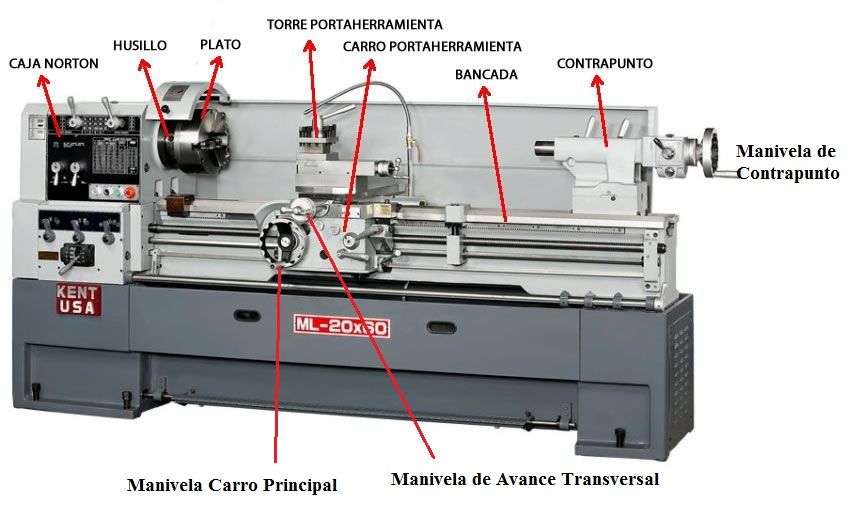 TORRE PORTAHERRAMIENTA
HUSILLO
PLATO
CARRO PORTAHERRAMIENTA
CAJA NORTON
BANCADA
CONTRAPUNTO
Manivela de
Contrapunto
KENT
USA
ML-20x60
Manivela Carro Principal
Manivela de Avance Transversal